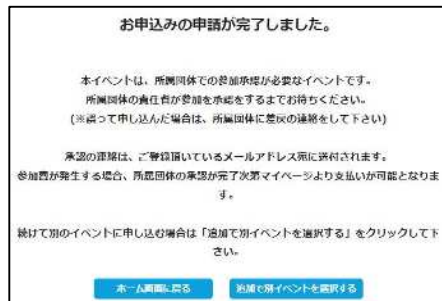 お申込みの申請が完了しました。
本イベントは、所属団体での参加承認が必要なイベントです。
所属団体の責任者が参加を承認をするまでお待ちください。
(※誤って申し込んだ場合は、所属団体に差戻の連絡をして下さい)
承認の連絡は、ご登録頂いているメールアドレス宛に送付されます。
参加費が発生する場合、所属団体の承認が完了次第マイページより支払いが可能となりま
す。
続けて別のイベントに申し込む場合は「追加で別イベントを選択する」をクリックして下
さい。
ホーム画面に戻る
追加で別イベントを選択する